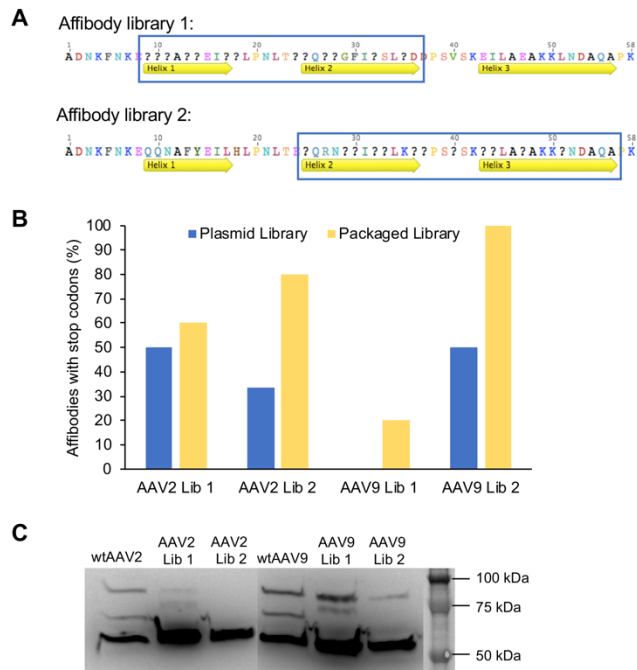 A
Affibody library 1:
1 10 20 30 40 50 58
ADNKFNKE???A??EI??LPNLT??Q??GFI?SL?DDPSVSKEILAEAKKLNDAQAPK
Helix 1 Helix 2 Helix 3
Affibody library 2:
1 10 20 30 40 50 58
ADNKFNKEQQNAFYEILHLPNLTE?QRN??I??LK??PS?SK??LA?AKK?NDAQAPK
Helix 1 Helix 2 Helix 3
B
Affibodies with stop codons (%)
Plasmid Library Packaged Library
100
90
80
70
60
50
40
30
20
10
0
AAV2 Lib 1 AAV2 Lib 2 AAV9 Lib 1 AAV9 Lib 2
C
wtAAV2 AAV2 Lib 1 AAV2 Lib 2 wtAAV9 AAV9 Lib 1 AAV9 Lib 2
100 kDa
75 kDa
50 kDa